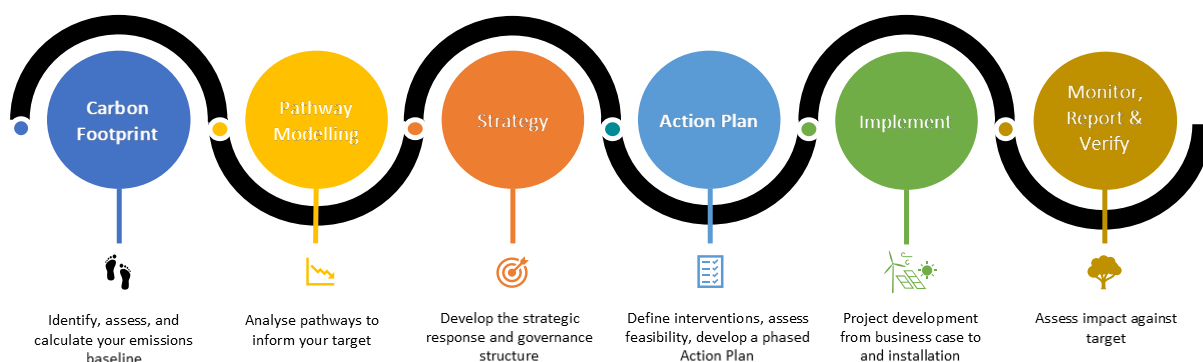 Carbon
Footprint
Pathway
Modelling
Strategy
Action Plan
Implement
Monitor,
Report &
Verify
Identify, assess, and
calculate your emissions
baseline
Analyse pathways to
inform your target
Develop the strategic
response and governance
structure
Define interventions, assess
feasibility, develop a phased
Action Plan
Project development
from business case to
and installation
Assess impact against
target